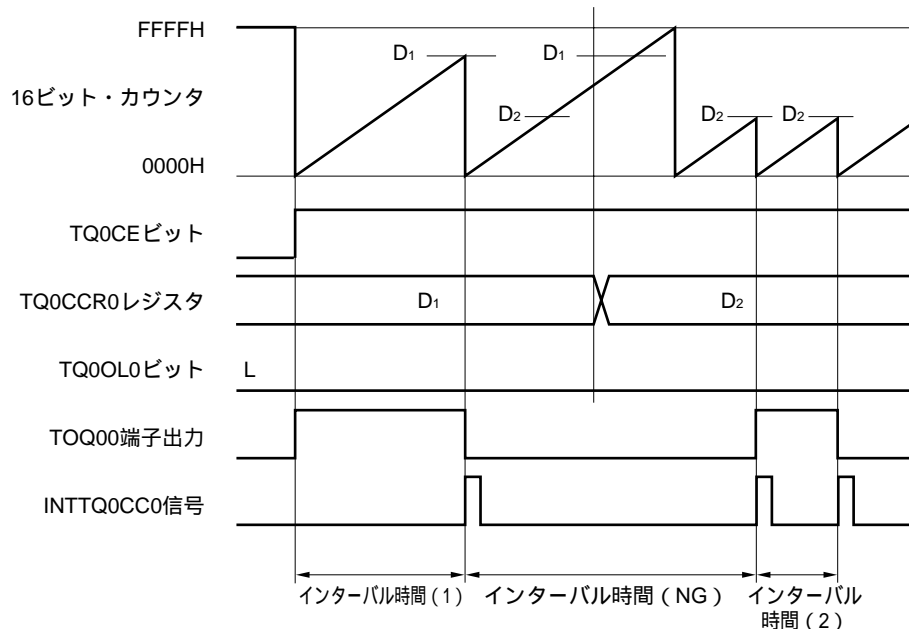 FFFFH
D1
D1
16ビット・カウンタ
D2
D2
D2
0000H
TQ0CEビット
TQ0CCR0レジスタ
D1
D2
TQ0OL0ビット
L
TOQ00端子出力
INTTQ0CC0信号
インターバル時間（1）
インターバル時間（NG）
インターバル
時間（2）